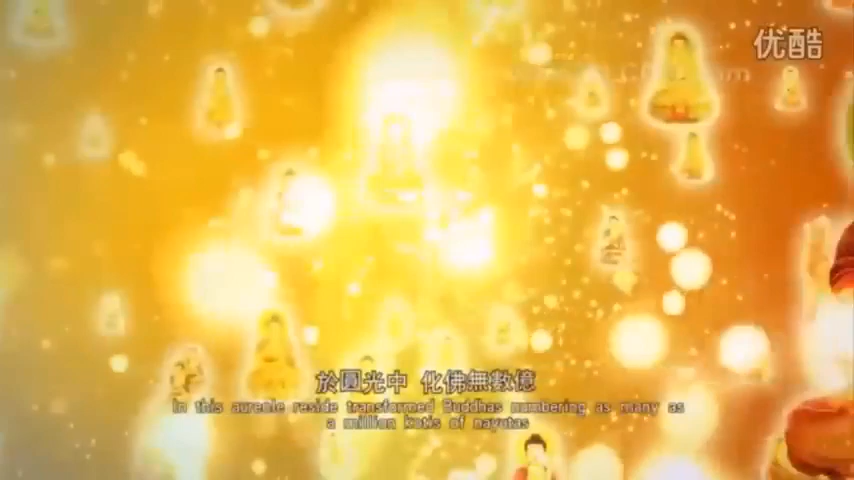 优酷
於圓光中 化佛無數億
In this aureole reside transformed Buddhas numbering as many as
a million kotis of nayutas